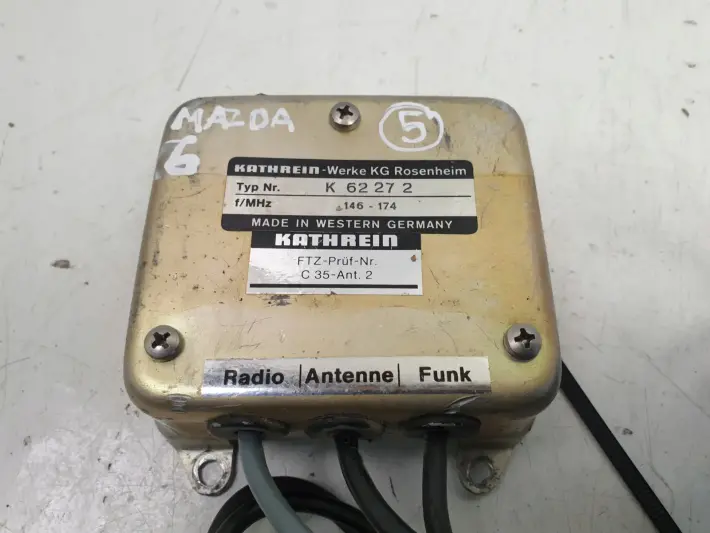 MAZDA
6
5
KATHREIN-Werke KG Rosenheim
Typ Nr. K 62 27 2
f/MHz 146 - 174
MADE IN WESTERN GERMANY
KATHREIN
FTZ-Prüf-Nr.
C 35-Ant. 2
Radio | Antenne | Funk